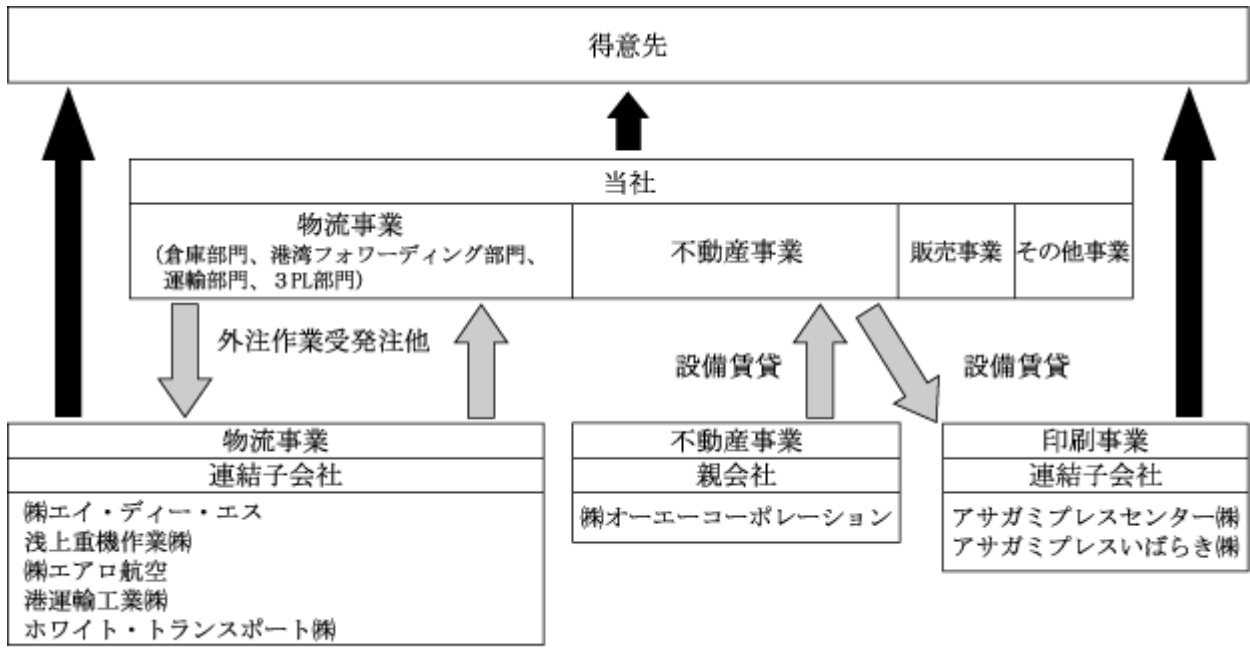 得意先
当社
物流事業
(倉庫部門、港湾フォワーディング部門、
運輸部門、3PL部門)
不動産事業
販売事業
その他事業
外注作業受発注他
設備賃貸
設備賃貸
物流事業
連結子会社
㈱エイ・ディー・エス
浅上重機作業㈱
㈱エアロ航空
港運輸工業㈱
ホワイト・トランスポート㈱
不動産事業
親会社
㈱オーエーコーポレーション
印刷事業
連結子会社
アサガミプレスセンター㈱
アサガミプレスいばらき㈱